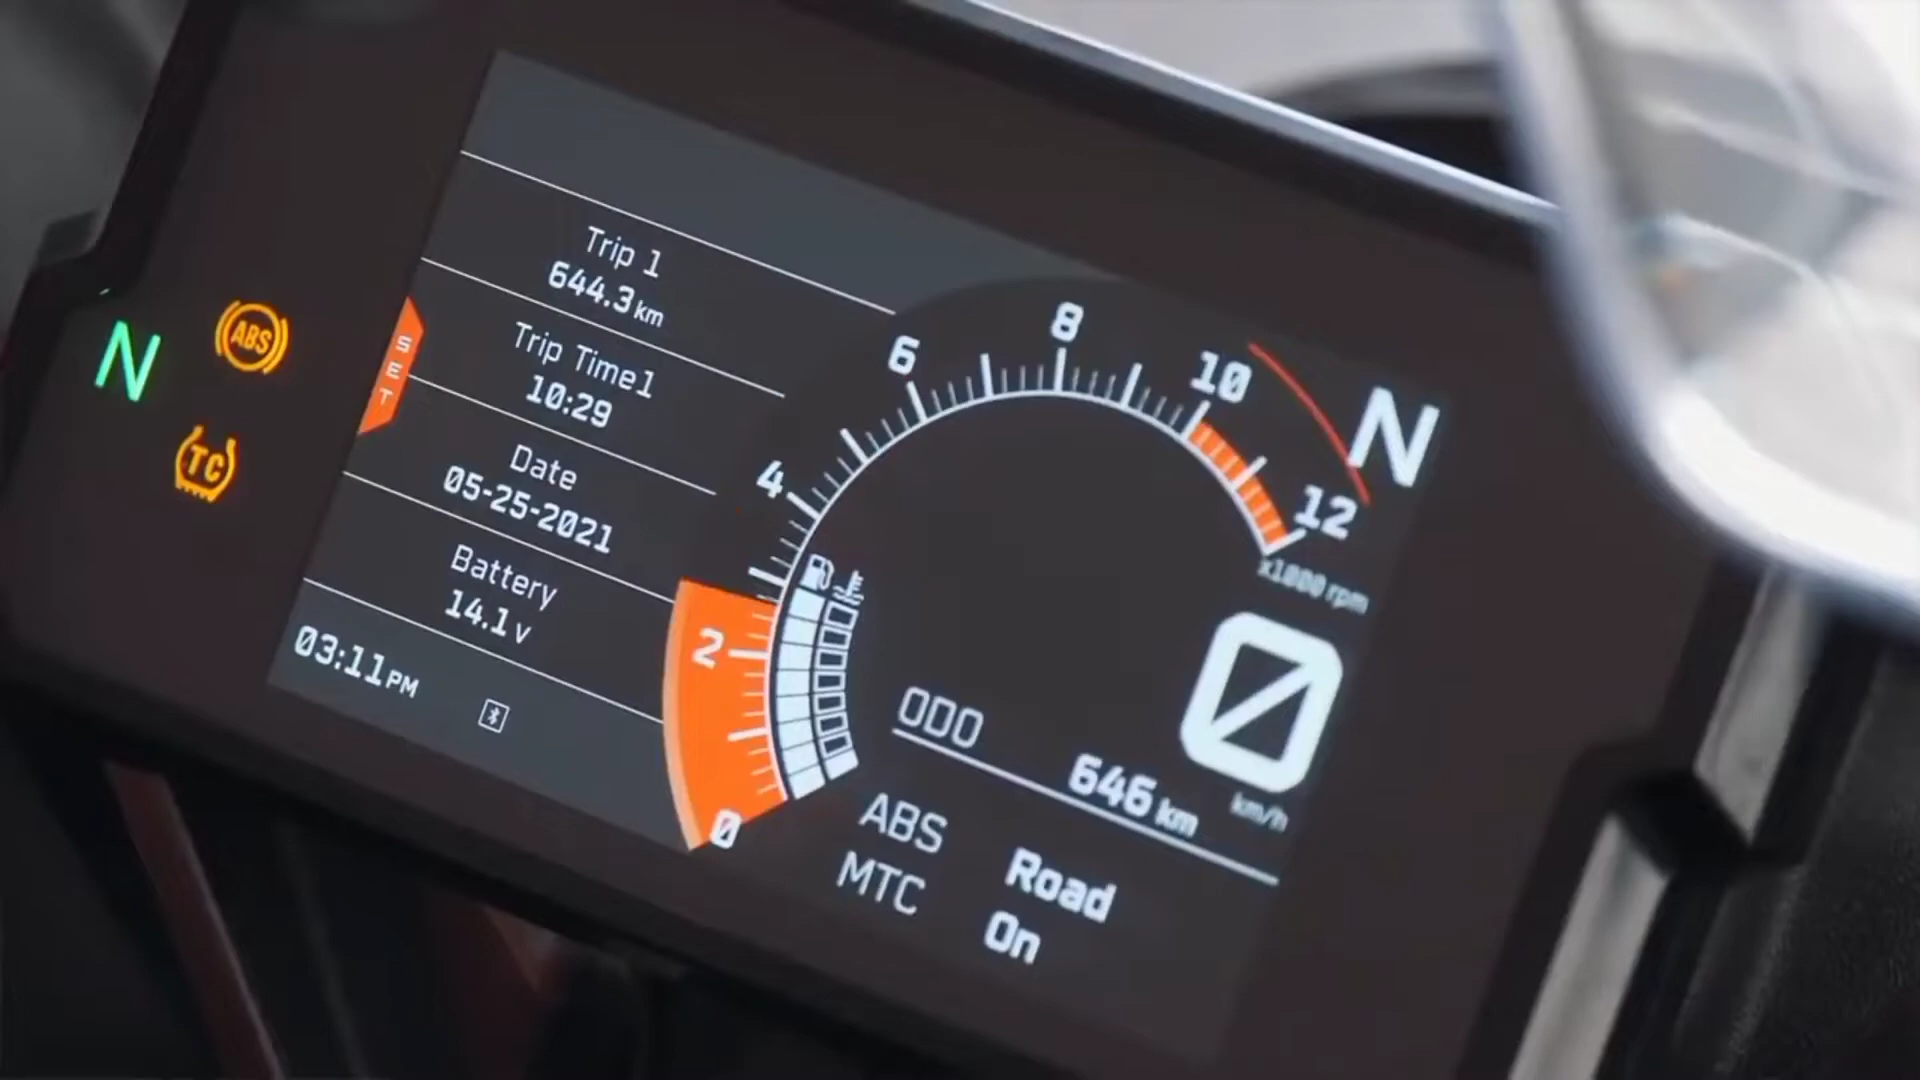 N
ABS
TC
SET
Trip 1
644.3 km
Trip Time1
10:29
Date
05-25-2021
Battery
14.1 v
03:11 PM
0
2
4
6
8
10
12
x1000 rpm
N
0
km/h
ODO
646 km
ABS Road
MTC On